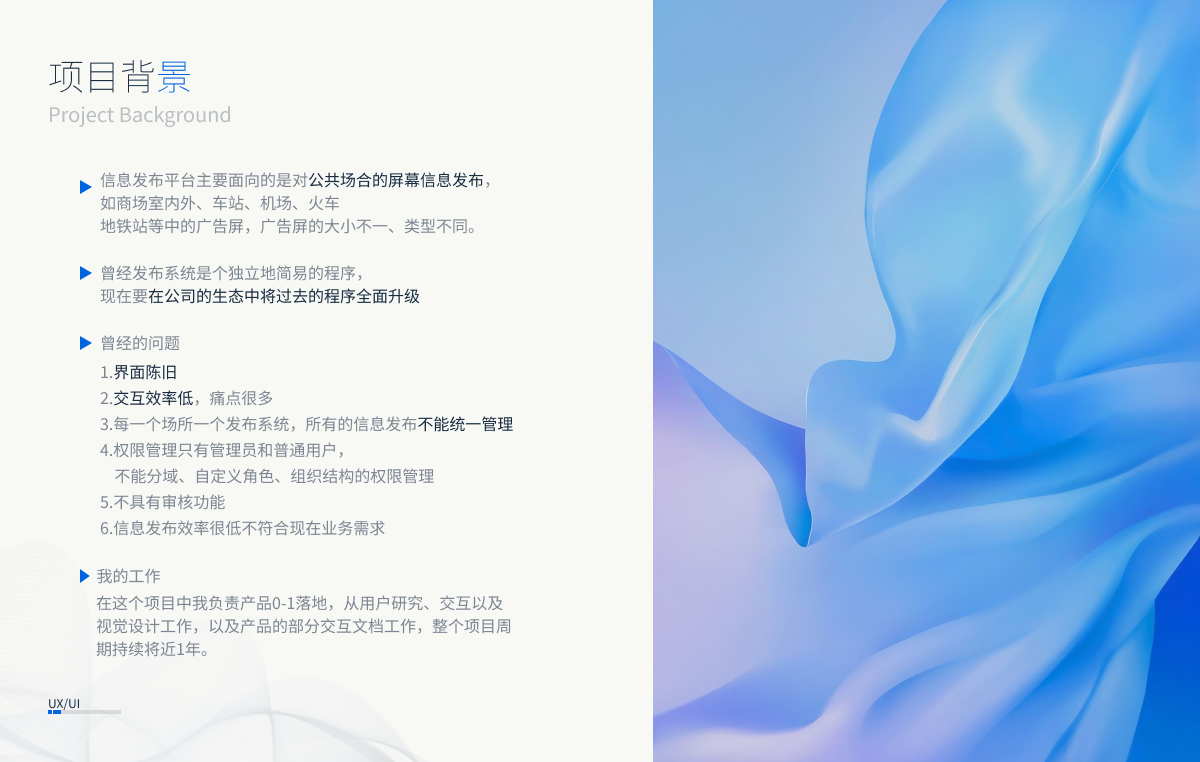 项目背景
Project Background
信息发布平台主要面向的是对公共场合的屏幕信息发布，
如商场室内外、车站、机场、火车
地铁站等中的广告屏，广告屏的大小不一、类型不同。
曾经发布系统是个独立地简易的程序，
现在要在公司的生态中将过去的程序全面升级
曾经的问题
1.界面陈旧
2.交互效率低，痛点很多
3.每一个场所一个发布系统，所有的信息发布不能统一管理
4.权限管理只有管理员和普通用户，
不能分域、自定义角色、组织结构的权限管理
5.不具有审核功能
6.信息发布效率很低不符合现在业务需求
我的工作
在这个项目中我负责产品0-1落地，从用户研究、交互以及
视觉设计工作，以及产品的部分交互文档工作，整个项目周
期持续将近1年。
UX/UI